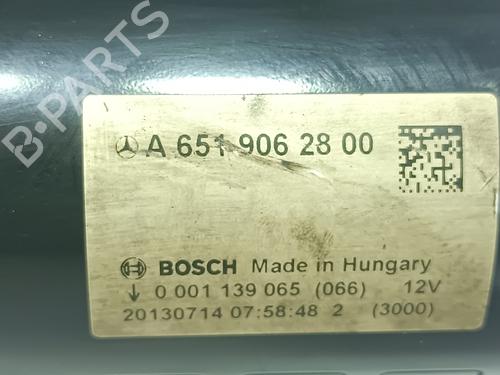 B-PARTS
A 651 906 28 00
BOSCH Made in Hungary
↓ 0 001 139 065 (066) 12V
20130714 07:58:48 2 (3000)